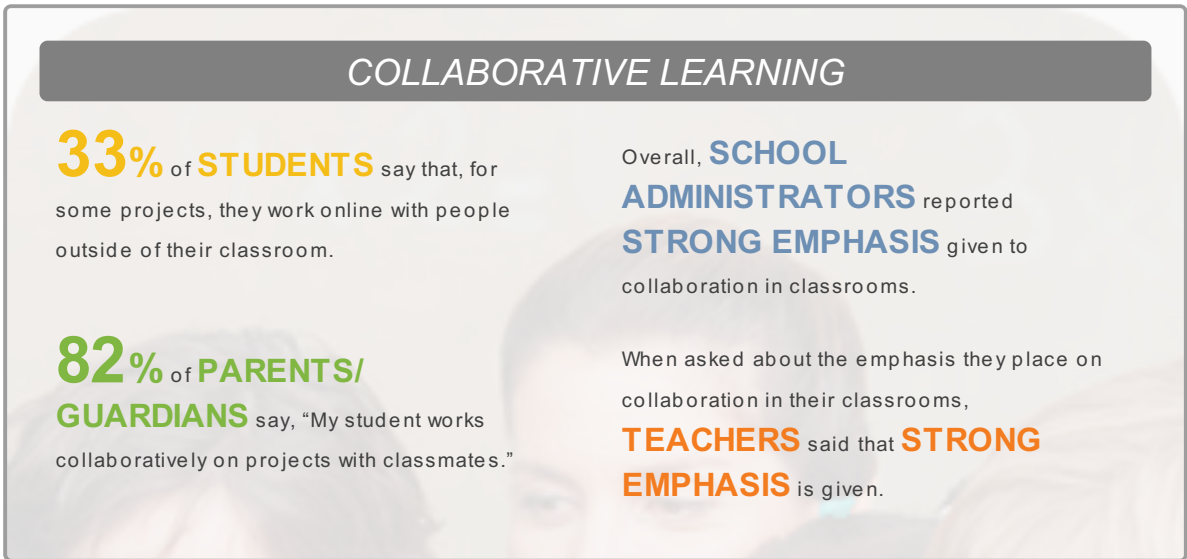 COLLABORATIVE LEARNING
33% of STUDENTS say that, for
some projects, they work online with people
outside of their classroom.
82% of PARENTS/
GUARDIANS say, “My student works
collaboratively on projects with classmates.”
Overall, SCHOOL
ADMINISTRATORS reported
STRONG EMPHASIS given to
collaboration in classrooms.
When asked about the emphasis they place on
collaboration in their classrooms,
TEACHERS said that STRONG
EMPHASIS is given.